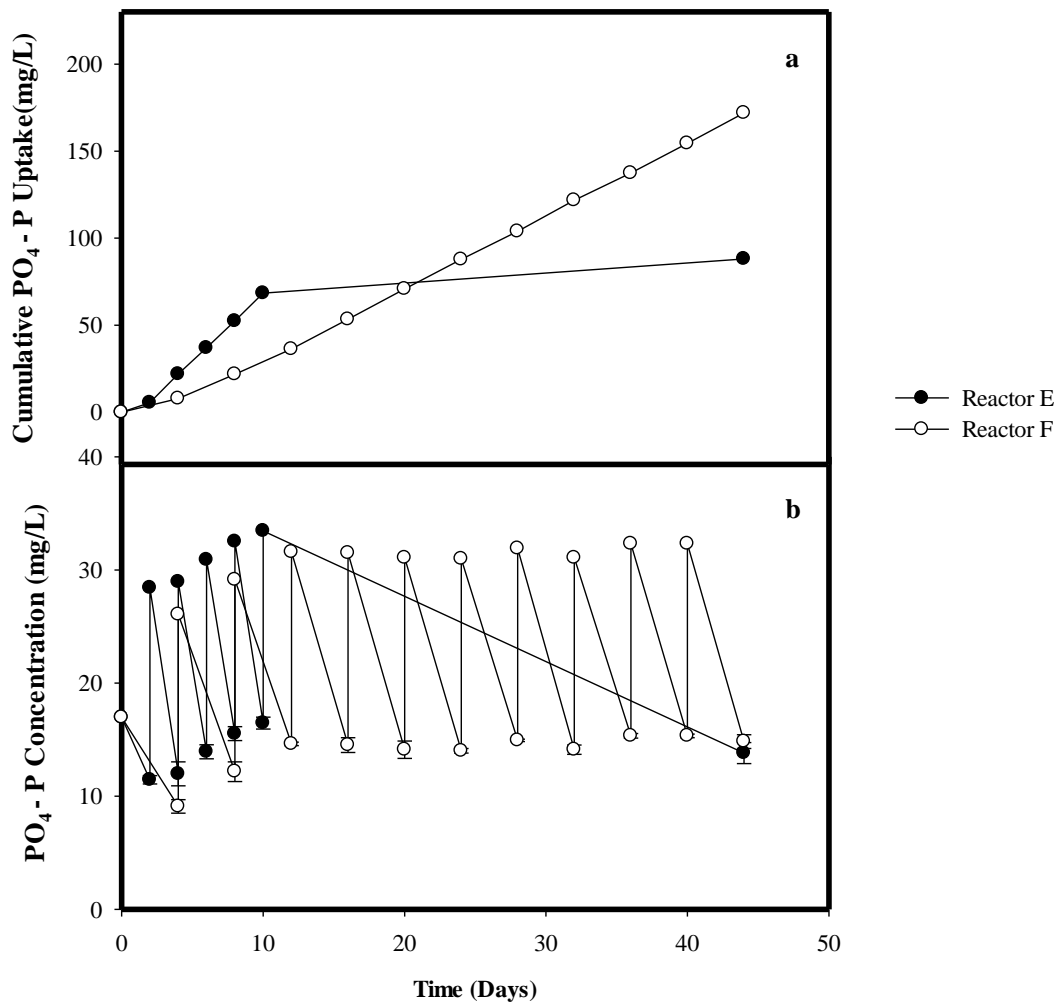 Cumulative PO4 - P Uptake(mg/L)
200
150
100
50
0
a
Reactor E
Reactor F
PO4 - P Concentration (mg/L)
40
30
20
10
0
b
0 10 20 30 40 50
Time (Days)